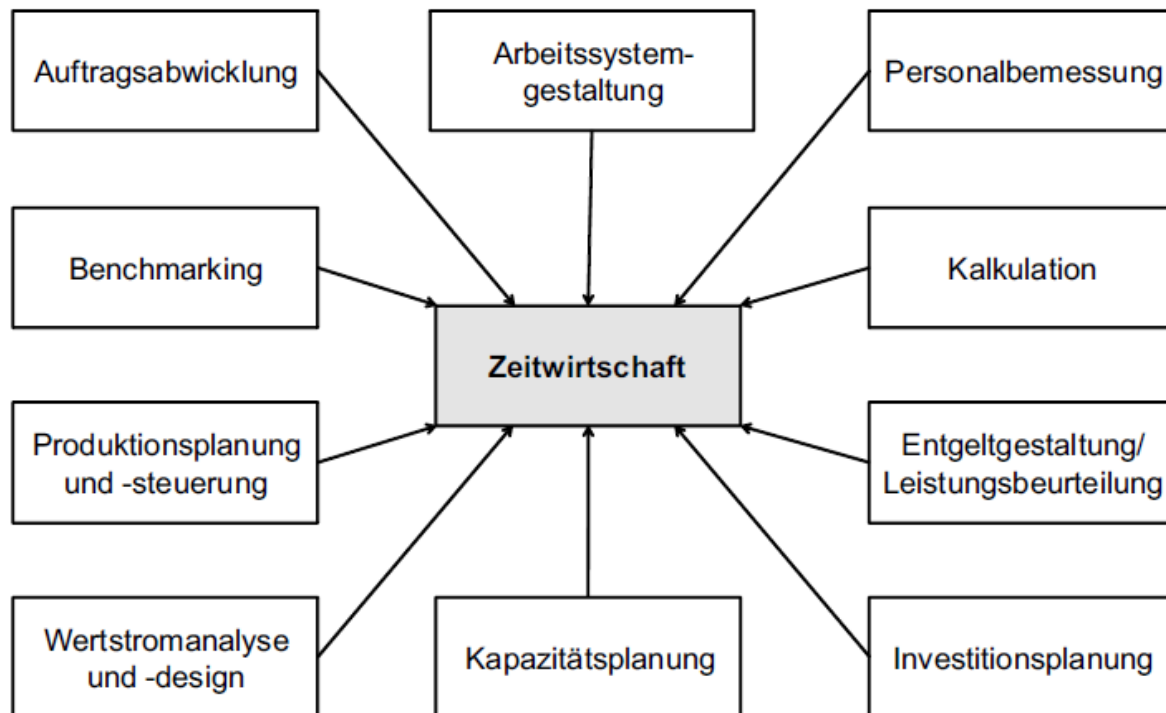 Auftragsabwicklung
Arbeitssystem-
gestaltung
Personalbemessung
Benchmarking
Kalkulation
Zeitwirtschaft
Produktionsplanung
und -steuerung
Entgeltgestaltung/
Leistungsbeurteilung
Wertstromanalyse
und -design
Kapazitätsplanung
Investitionsplanung